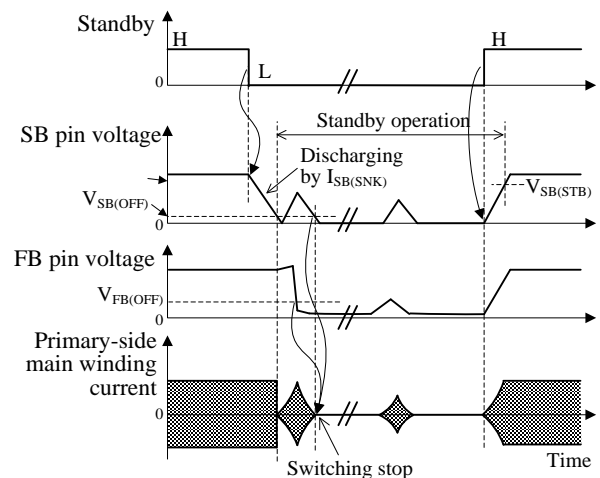 Standby
H
H
L
0
Standby operation
SB pin voltage
Discharging
by I_SB(SNK)
V_SB(STB)
V_SB(OFF)
0
FB pin voltage
V_FB(OFF)
0
Primary-side
main winding
current
0
Time
Switching stop